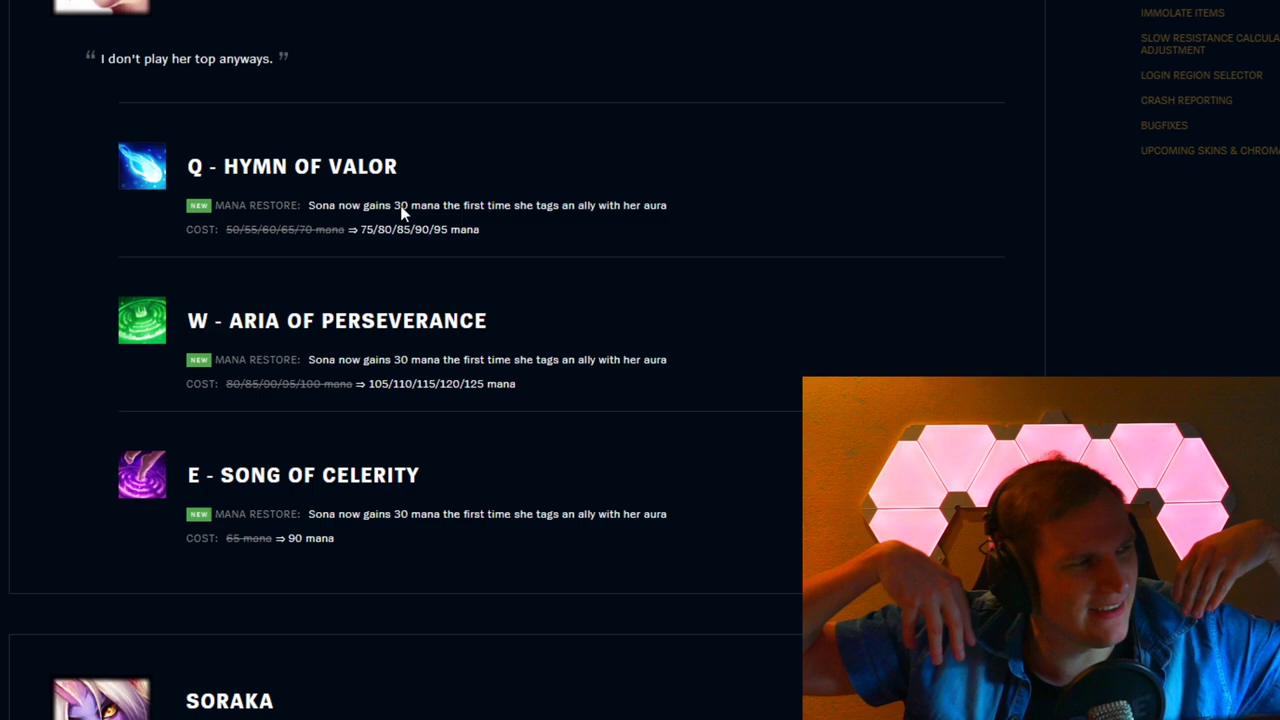 “ I don't play her top anyways. ”
Q - HYMN OF VALOR
NEW MANA RESTORE: Sona now gains 30 mana the first time she tags an ally with her aura
COST: 50/55/60/65/70 mana ⇒ 75/80/85/90/95 mana
W - ARIA OF PERSEVERANCE
NEW MANA RESTORE: Sona now gains 30 mana the first time she tags an ally with her aura
COST: 80/85/90/95/100 mana ⇒ 105/110/115/120/125 mana
E - SONG OF CELERITY
NEW MANA RESTORE: Sona now gains 30 mana the first time she tags an ally with her aura
COST: 65 mana ⇒ 90 mana
SORAKA
IMMOLATE ITEMS
SLOW RESISTANCE CALCULA
ADJUSTMENT
LOGIN REGION SELECTOR
CRASH REPORTING
BUGFIXES
UPCOMING SKINS & CHROMA